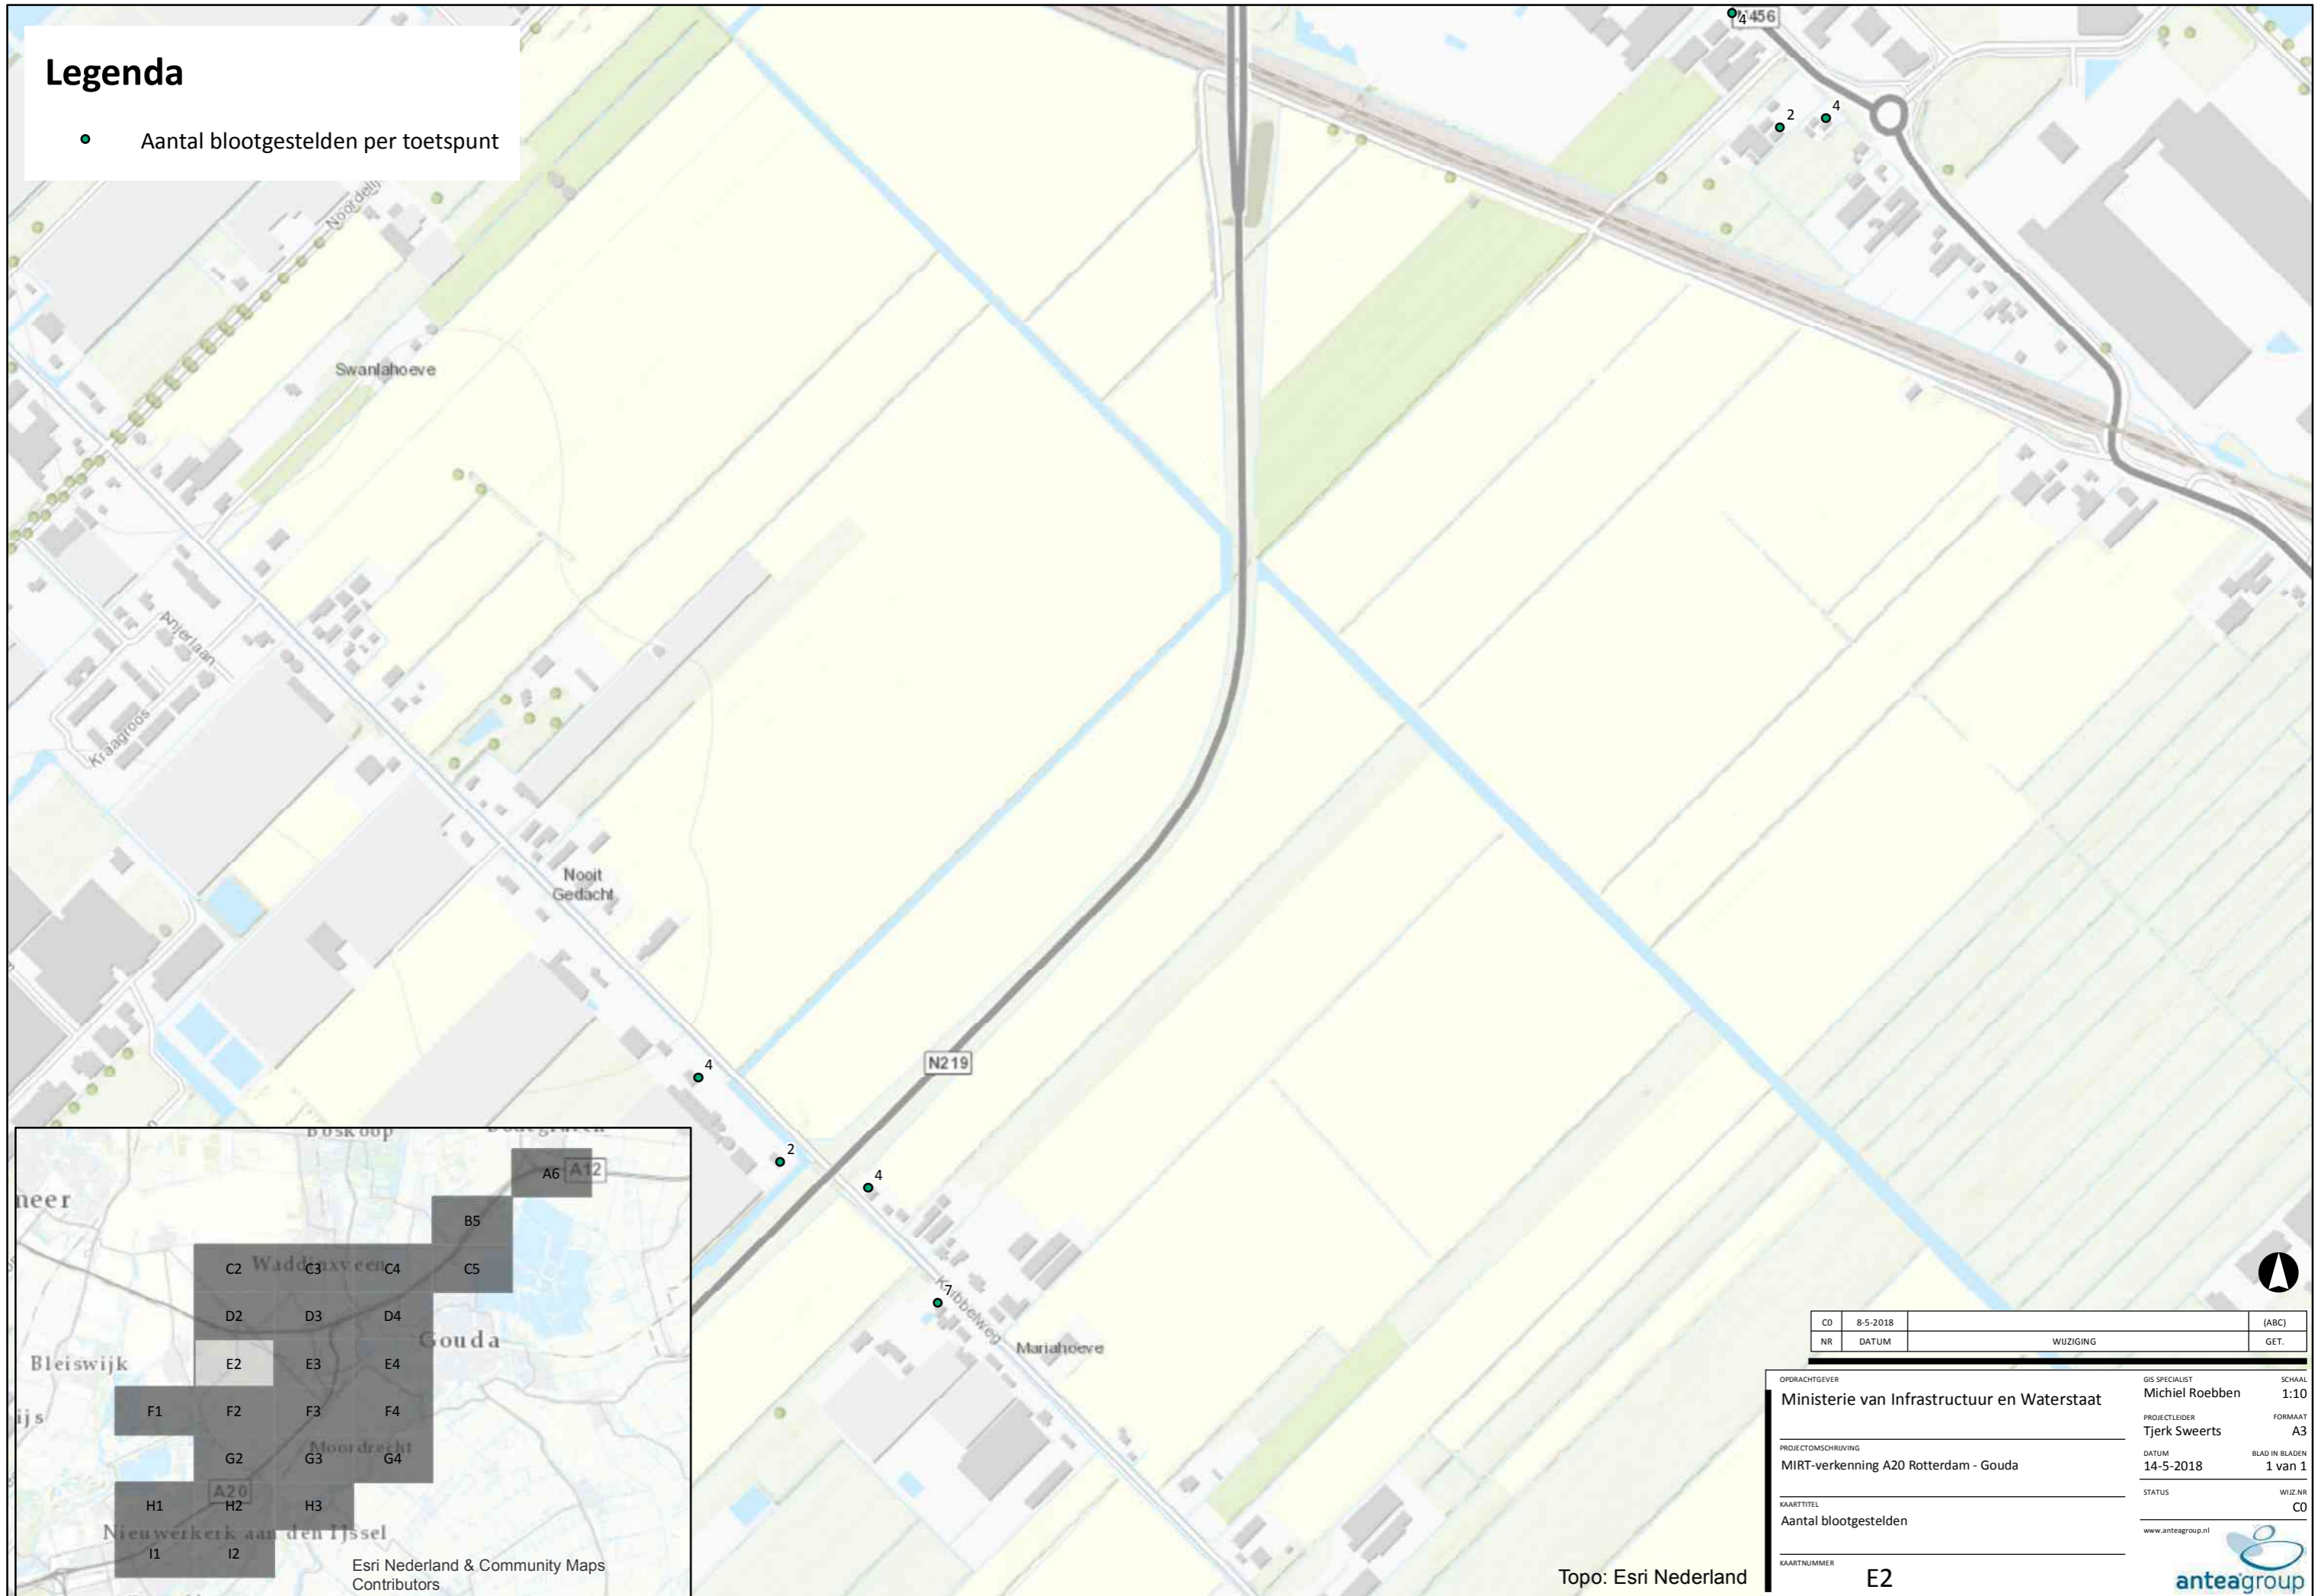 Legenda
Aantal blootgestelden per toetspunt
4
N456
2
4
Noordelij
Swanlahoeve
Anjerlaan
Kraagroos
Nooit
Gedacht
N219
4
2
4
7
Knibbelweg
Mariahoeve
Boskoop
A6
A12
neer
B5
C2
Waddinxveen
C3
C4
C5
D2
D3
D4
Gouda
Bleiswijk
E2
E3
E4
ijs
F1
F2
F3
F4
Moordrecht
G2
G3
G4
A20
H1
H2
H3
Nieuwerkerk aan den IJssel
I1
I2
Esri Nederland & Community Maps
Contributors
Topo: Esri Nederland
C0 8-5-2018 (ABC)
NR DATUM WIJZIGING GET.
OPDRACHTGEVER
Ministerie van Infrastructuur en Waterstaat
PROJECTOMSCHRIJVING
MIRT-verkenning A20 Rotterdam - Gouda
KAARTTITEL
Aantal blootgestelden
KAARTNUMMER
E2
GIS SPECIALIST SCHAAL
Michiel Roebben 1:10
PROJECTLEIDER FORMAAT
Tjerk Sweerts A3
DATUM BLAD IN BLADEN
14-5-2018 1 van 1
STATUS WIJZ.NR
C0
www.anteagroup.nl
anteagroup